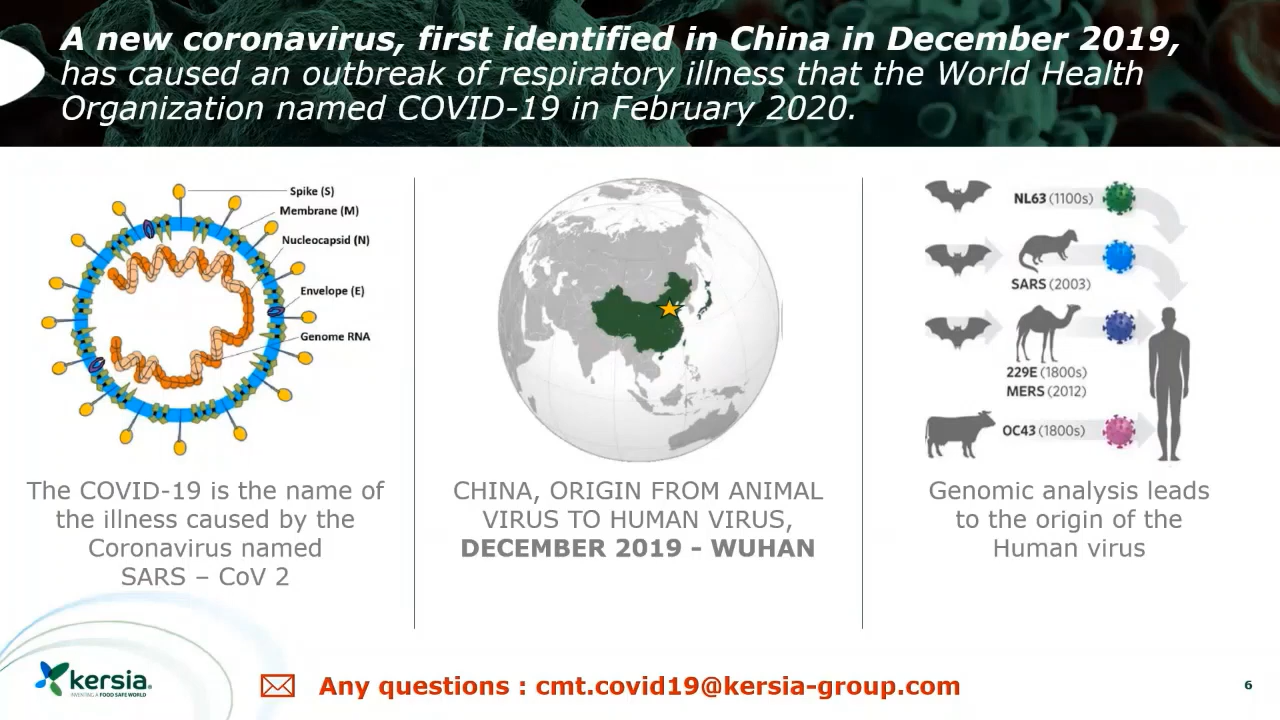 A new coronavirus, first identified in China in December 2019,
has caused an outbreak of respiratory illness that the World Health
Organization named COVID-19 in February 2020.
Spike (S)
Membrane (M)
Nucleocapsid (N)
Envelope (E)
Genome RNA
The COVID-19 is the name of
the illness caused by the
Coronavirus named
SARS – CoV 2
CHINA, ORIGIN FROM ANIMAL
VIRUS TO HUMAN VIRUS,
DECEMBER 2019 - WUHAN
NL63 (1100s)
SARS (2003)
229E (1800s)
MERS (2012)
OC43 (1800s)
Genomic analysis leads
to the origin of the
Human virus
kersia.
INVENTING A FOOD SAFE WORLD
Any questions : cmt.covid19@kersia-group.com
6